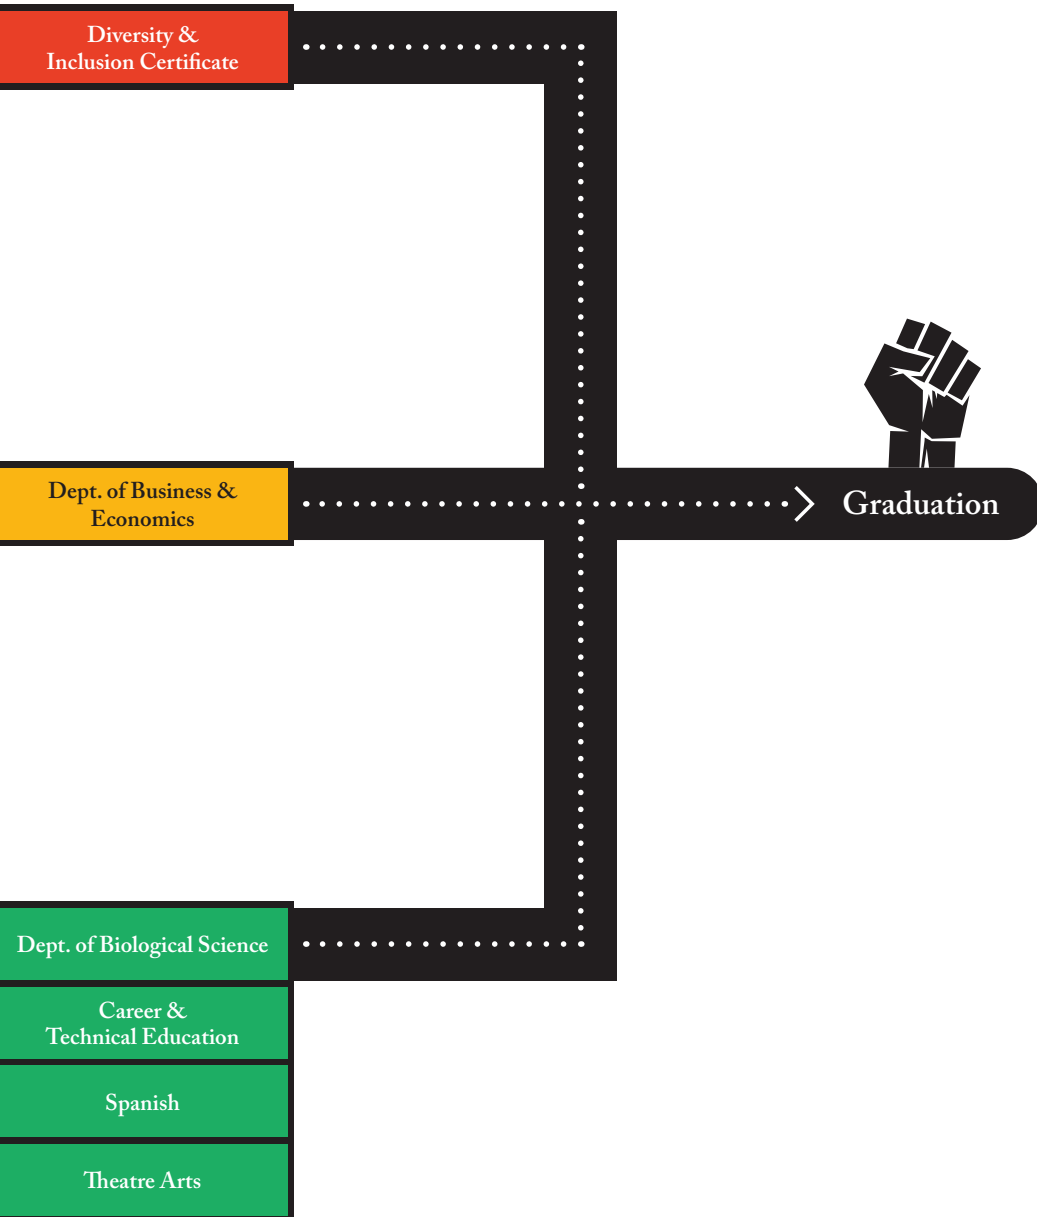 Diversity &
Inclusion Certificate
Dept. of Business &
Economics
Graduation
Dept. of Biological Science
Career &
Technical Education
Spanish
Theatre Arts